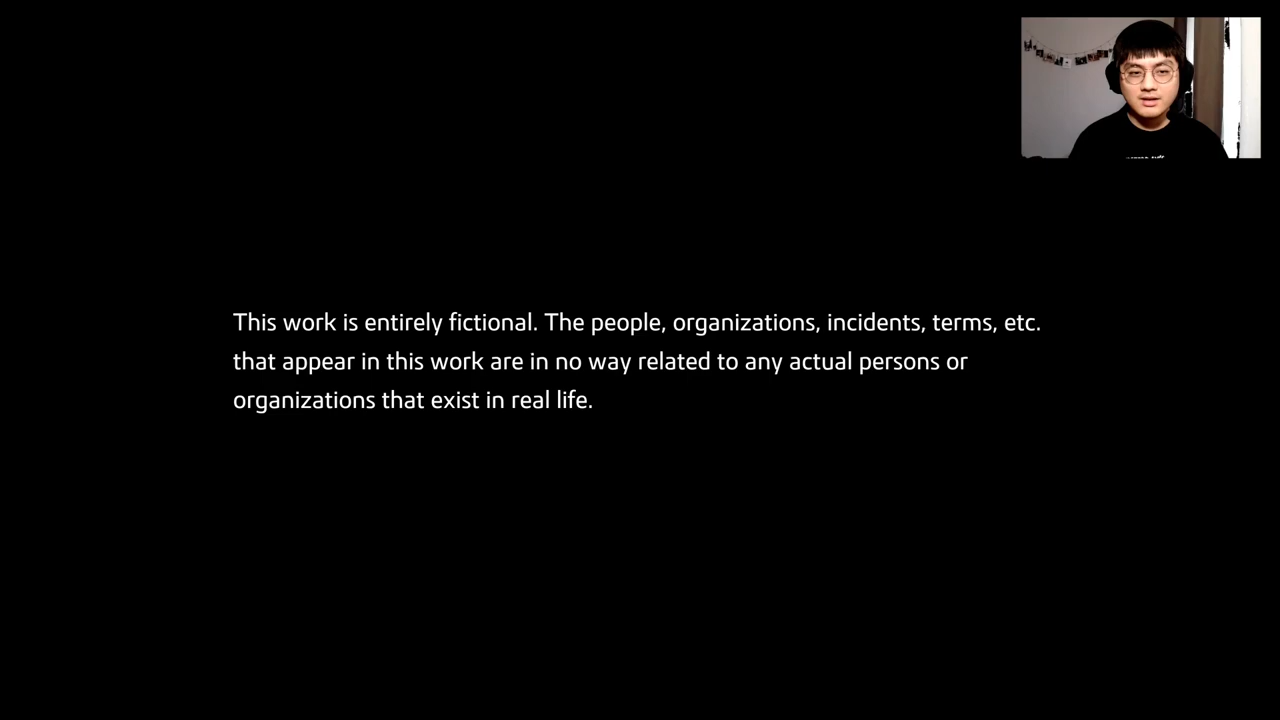 This work is entirely fictional. The people, organizations, incidents, terms, etc.
that appear in this work are in no way related to any actual persons or
organizations that exist in real life.